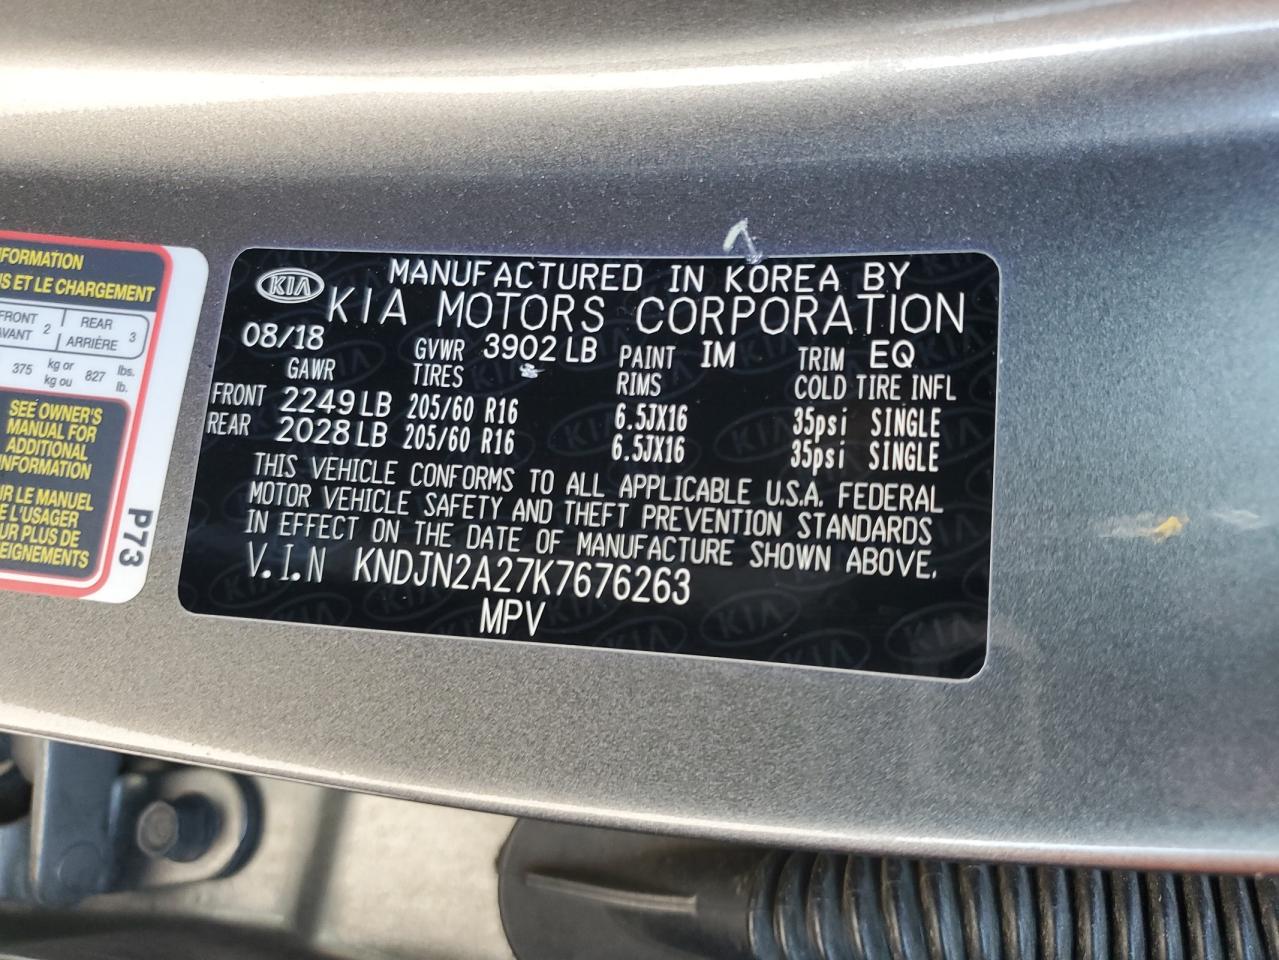 NFORMATION
NS ET LE CHARGEMENT
FRONT 2 REAR 3
AVANT ARRIÈRE
375 kg or 827 lbs.
kg ou lb.
SEE OWNER'S
MANUAL FOR
ADDITIONAL
INFORMATION
UR LE MANUEL
E L'USAGER
UR PLUS DE
SEIGNEMENTS
P73
KIA
MANUFACTURED IN KOREA BY
KIA MOTORS CORPORATION
08/18 GVWR 3902 LB PAINT IM TRIM EQ
GAWR TIRES RIMS COLD TIRE INFL
FRONT 2249 LB 205/60 R16 6.5JX16 35psi SINGLE
REAR 2028 LB 205/60 R16 6.5JX16 35psi SINGLE
THIS VEHICLE CONFORMS TO ALL APPLICABLE U.S.A. FEDERAL
MOTOR VEHICLE SAFETY AND THEFT PREVENTION STANDARDS
IN EFFECT ON THE DATE OF MANUFACTURE SHOWN ABOVE.
V.I.N KNDJN2A27K7676263
MPV